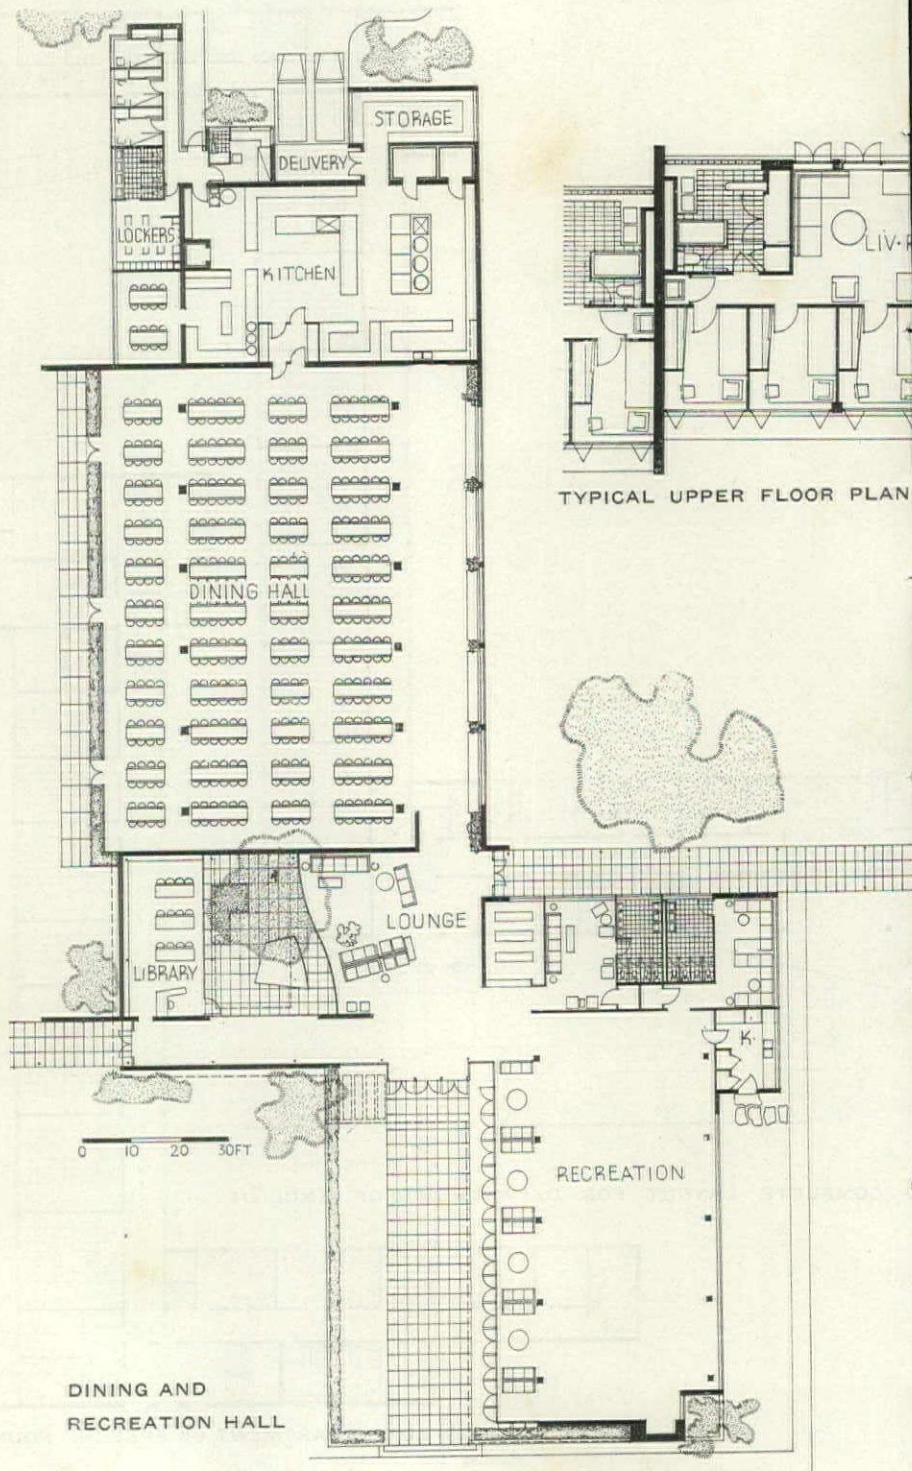 STORAGE
DELIVERY
LOCKERS
KITCHEN
LIV·R
TYPICAL UPPER FLOOR PLAN
DINING HALL
LOUNGE
LIBRARY
K.
0 10 20 30FT
RECREATION
DINING AND
RECREATION HALL